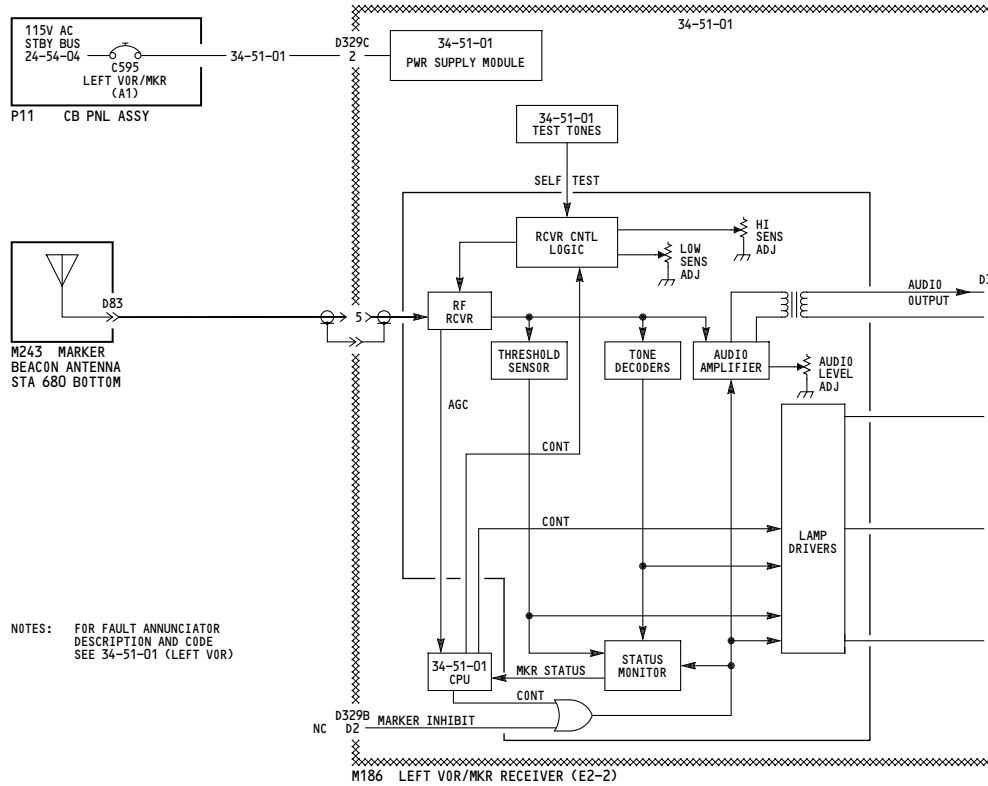 115V AC
STBY BUS
24-54-04
C595
LEFT VOR/MKR
(A1)
P11 CB PNL ASSY
34-51-01
D329C
2
34-51-01
PWR SUPPLY MODULE
34-51-01
34-51-01
TEST TONES
SELF TEST
RCVR CNTL
LOGIC
LOW
SENS
ADJ
HI
SENS
ADJ
D83
M243 MARKER
BEACON ANTENNA
STA 680 BOTTOM
5
RF
RCVR
THRESHOLD
SENSOR
TONE
DECODERS
AUDIO
AMPLIFIER
AUDIO
OUTPUT
D3
AUDIO
LEVEL
ADJ
AGC
CONT
CONT
LAMP
DRIVERS
NOTES: FOR FAULT ANNUNCIATOR
DESCRIPTION AND CODE
SEE 34-51-01 (LEFT VOR)
34-51-01
CPU
MKR STATUS
STATUS
MONITOR
CONT
D329B
NC D2 MARKER INHIBIT
M186 LEFT VOR/MKR RECEIVER (E2-2)